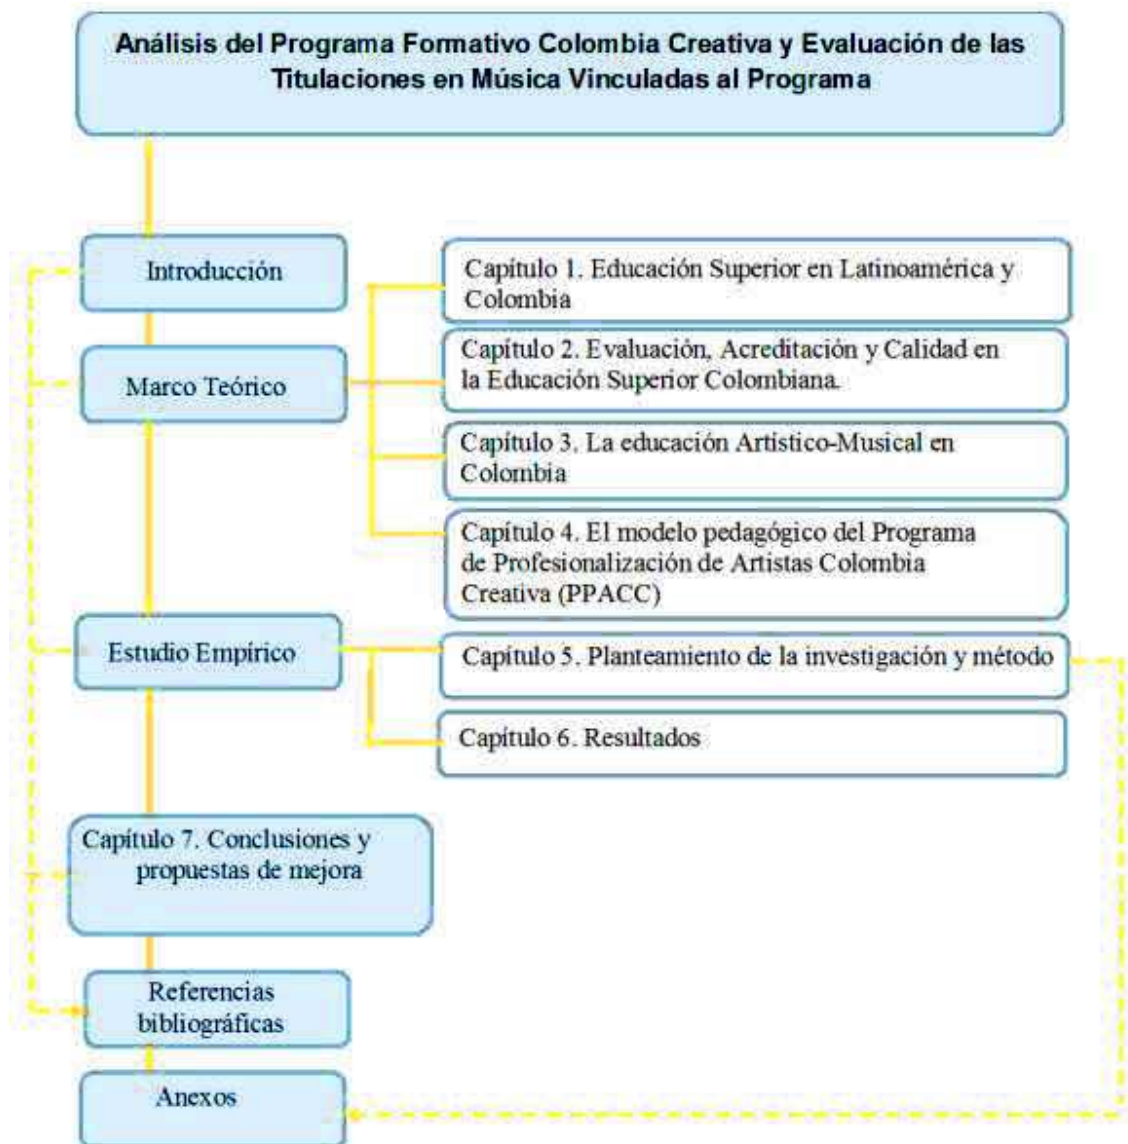 Análisis del Programa Formativo Colombia Creativa y Evaluación de las
Titulaciones en Música Vinculadas al Programa
Introducción
Capítulo 1. Educación Superior en Latinoamérica y
Colombia
Marco Teórico
Capítulo 2. Evaluación, Acreditación y Calidad en
la Educación Superior Colombiana.
Capítulo 3. La educación Artístico-Musical en
Colombia
Capítulo 4. El modelo pedagógico del Programa
de Profesionalización de Artistas Colombia
Creativa (PPACC)
Estudio Empírico
Capítulo 5. Planteamiento de la investigación y método
Capítulo 6. Resultados
Capítulo 7. Conclusiones y
propuestas de mejora
Referencias
bibliográficas
Anexos